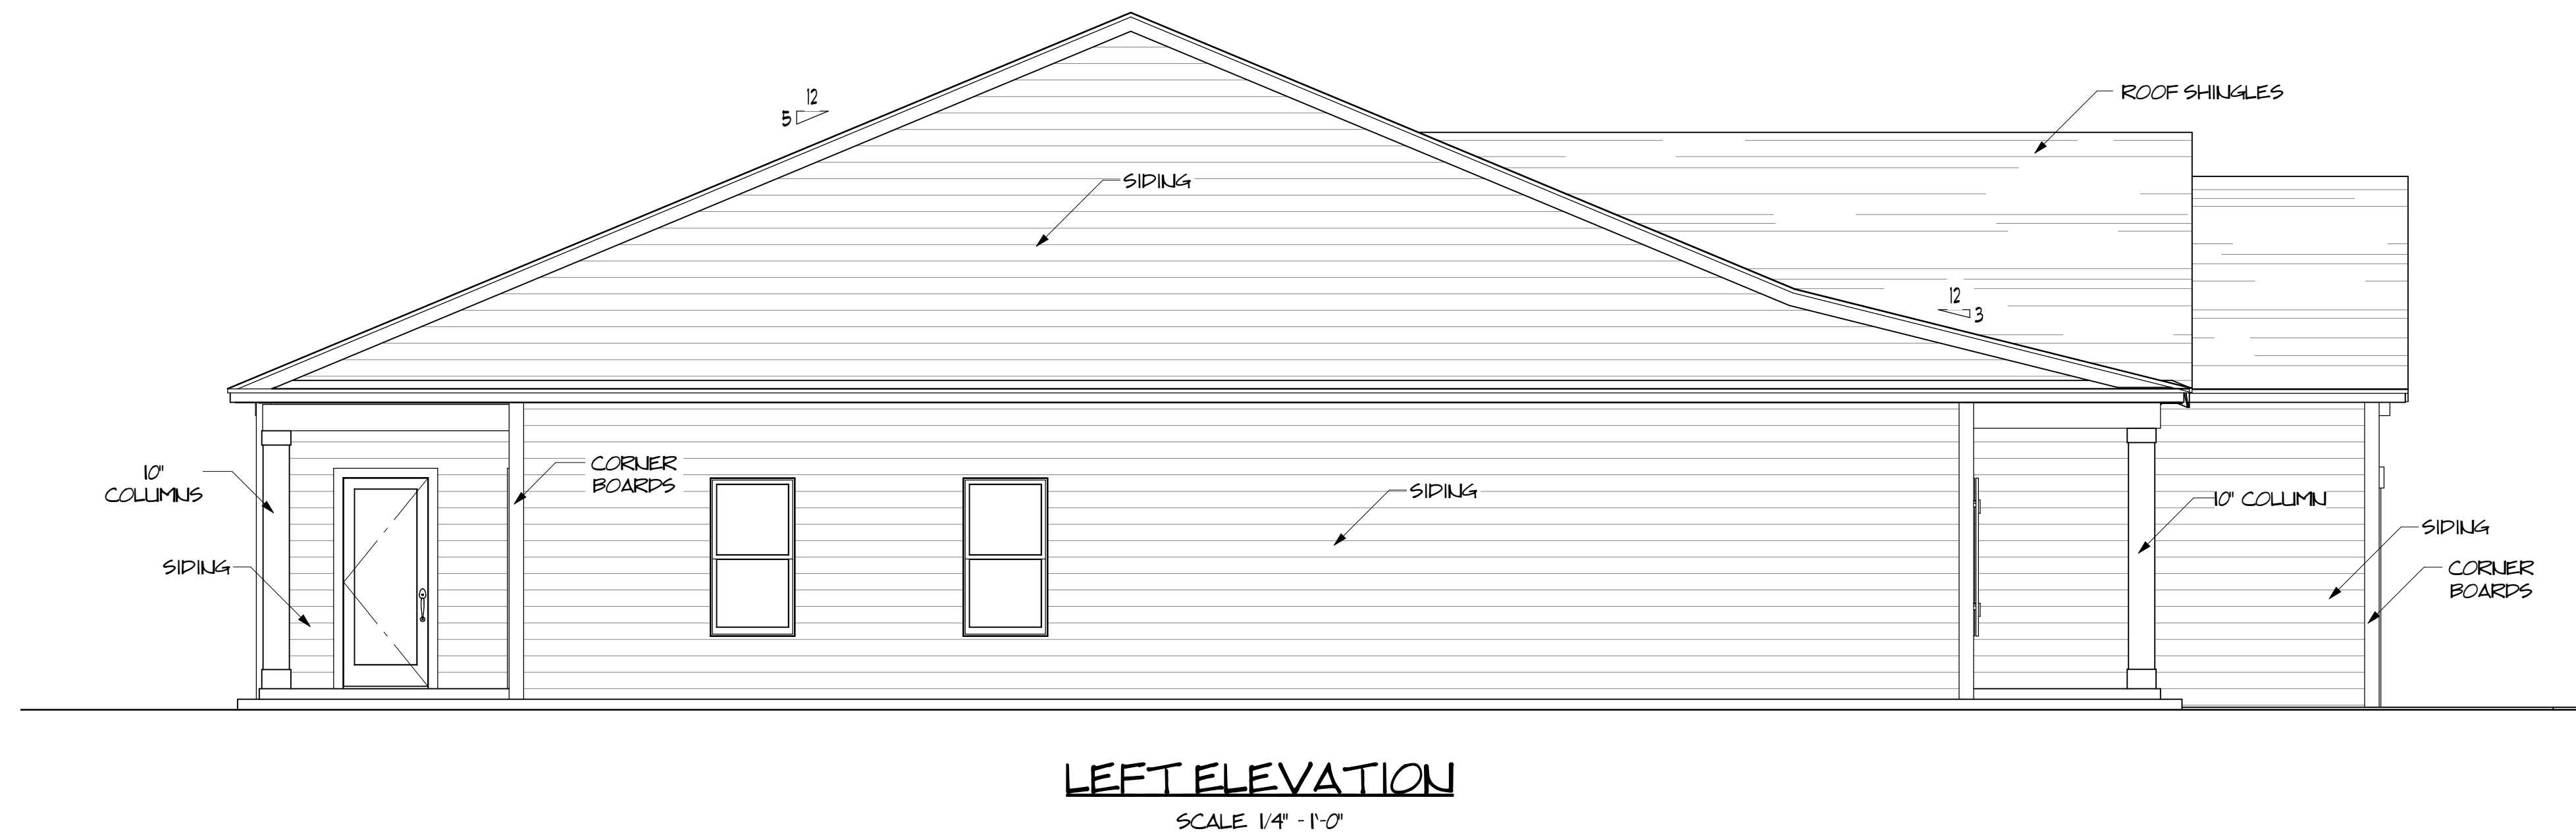 12
5
ROOF SHINGLES
SIDING
12
3
10"
COLUMNS
CORNER
BOARDS
SIDING
10" COLUMN
SIDING
SIDING
CORNER
BOARDS
LEFT ELEVATION
SCALE 1/4" - 1'-0"